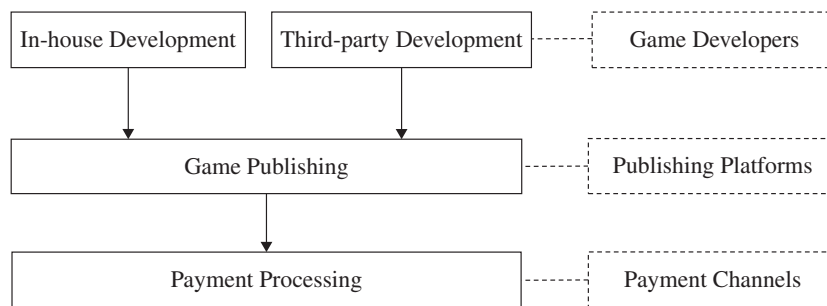 In-house Development
Third-party Development
Game Developers
Game Publishing
Publishing Platforms
Payment Processing
Payment Channels